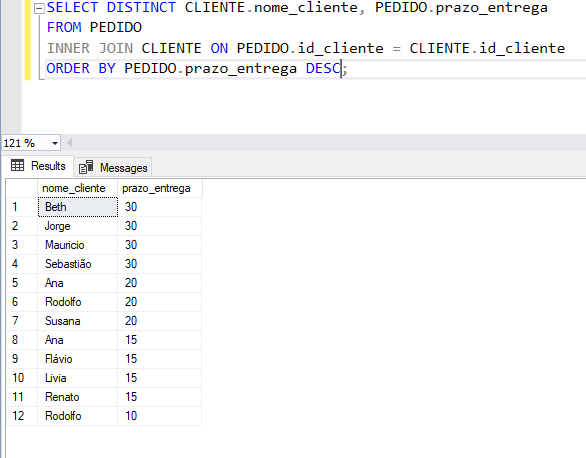 SELECT DISTINCT CLIENTE.nome_cliente, PEDIDO.prazo_entrega
FROM PEDIDO
INNER JOIN CLIENTE ON PEDIDO.id_cliente = CLIENTE.id_cliente
ORDER BY PEDIDO.prazo_entrega DESC;
121 %
Results Messages
nome_cliente prazo_entrega
1 Beth 30
2 Jorge 30
3 Mauricio 30
4 Sebastião 30
5 Ana 20
6 Rodolfo 20
7 Susana 20
8 Ana 15
9 Flávio 15
10 Livia 15
11 Renato 15
12 Rodolfo 10